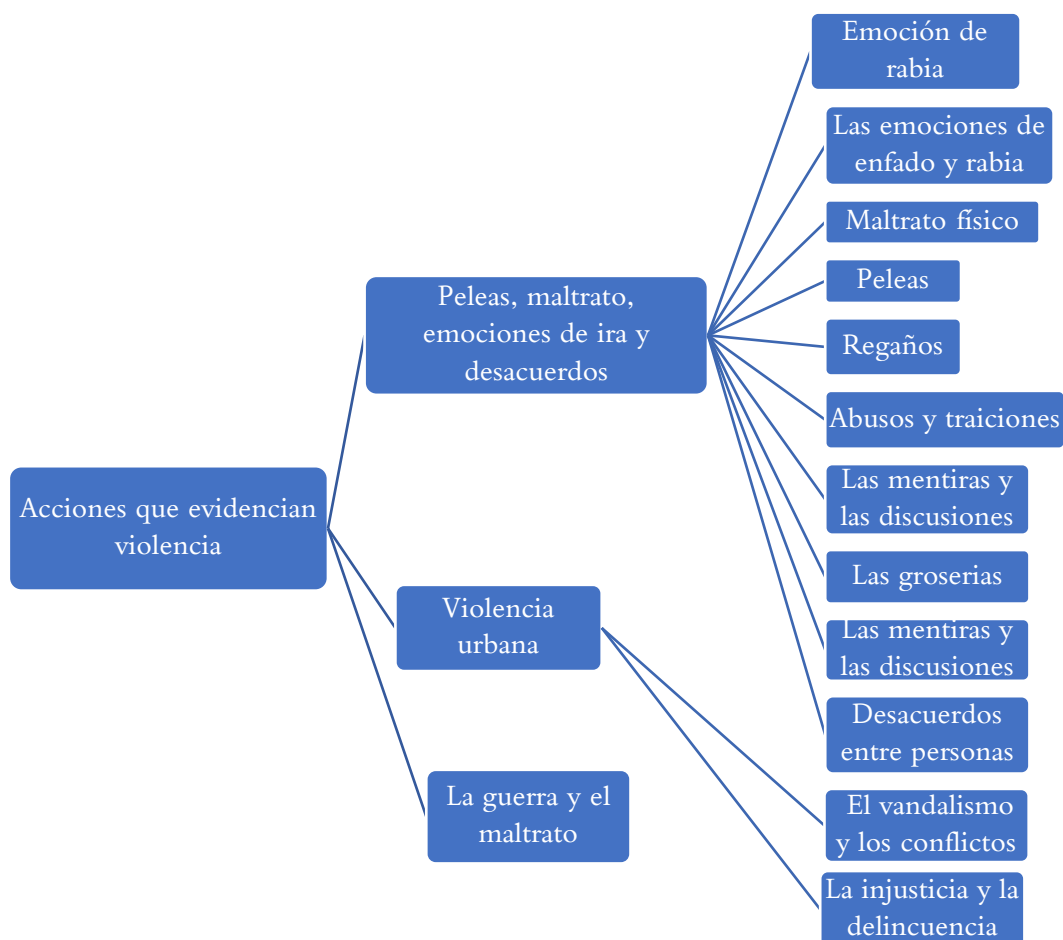 Emoción de
rabia
Las emociones de
enfado y rabia
Maltrato físico
Peleas
Regaños
Abusos y traiciones
Las mentiras y
las discusiones
Las groserias
Las mentiras y
las discusiones
Desacuerdos
entre personas
El vandalismo
y los conflictos
La injusticia y la
delincuencia
Peleas, maltrato,
emociones de ira y
desacuerdos
Violencia
urbana
La guerra y el
maltrato
Acciones que evidencian
violencia